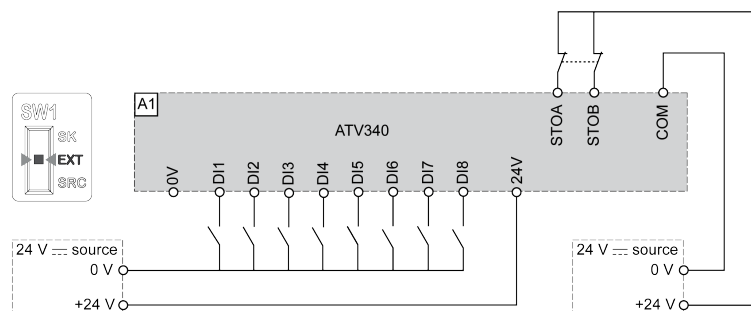 SW1
SK
EXT
SRC
A1
ATV340
STOA
STOB
COM
0V
DI1
DI2
DI3
DI4
DI5
DI6
DI7
DI8
24V
24 V source
0 V
+24 V
24 V source
0 V
+24 V